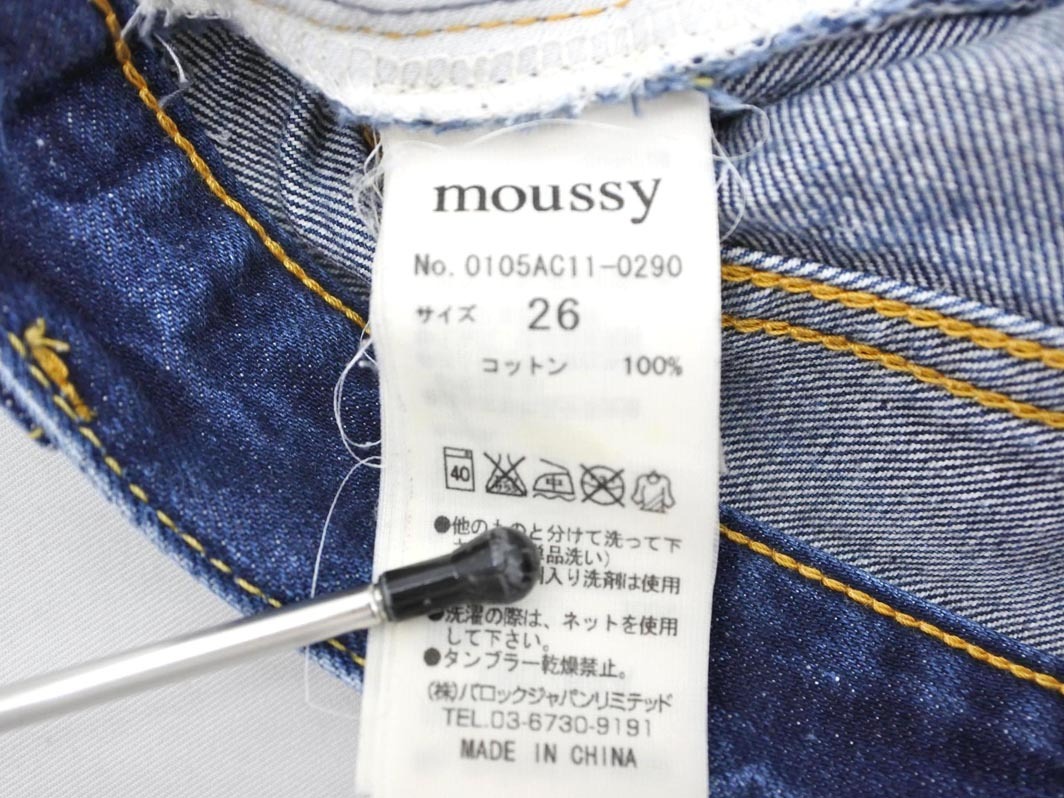 moussy
No. 0105AC11-0290
サイズ 26
コットン 100%
40 中
●他のものと分けて洗って下
品洗い)
入り洗剤は使用
●洗濯の際は、ネットを使用
して下さい。
●タンブラー乾燥禁止。
(株)バロックジャパンリミテッド
TEL.03-6730-9191
MADE IN CHINA